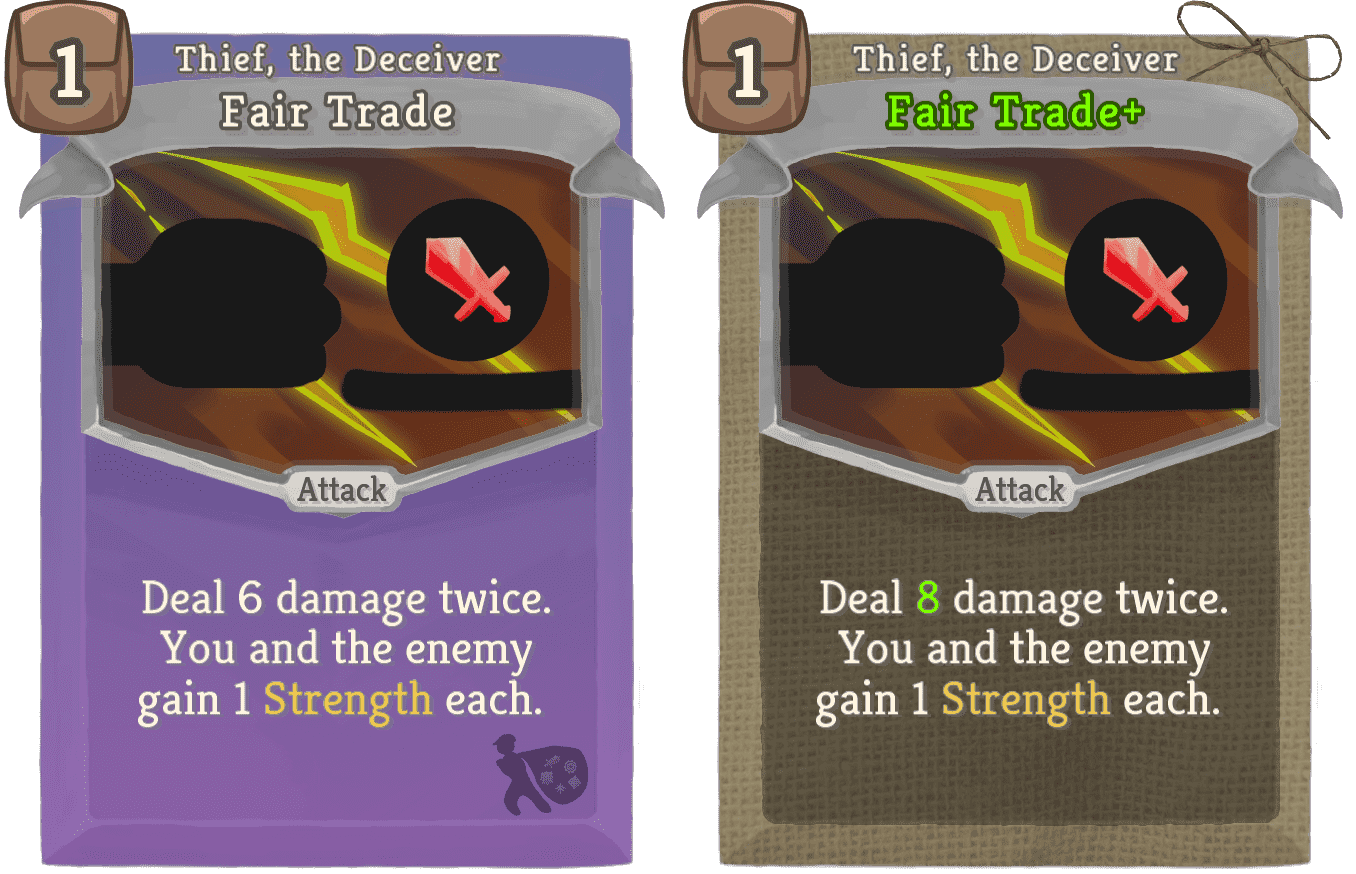 1
Thief, the Deceiver
Fair Trade
Attack
Deal 6 damage twice.
You and the enemy
gain 1 Strength each.
1
Thief, the Deceiver
Fair Trade+
Attack
Deal 8 damage twice.
You and the enemy
gain 1 Strength each.